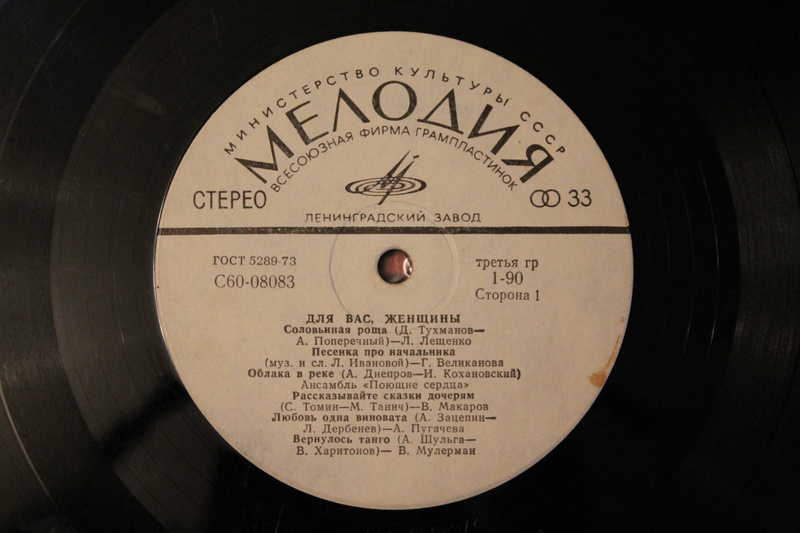 МИНИСТЕРСТВО КУЛЬТУРЫ СССР
МЕЛОДИЯ
ВСЕСОЮЗНАЯ ФИРМА ГРАМПЛАСТИНОК
СТЕРЕО
33
ЛЕНИНГРАДСКИЙ ЗАВОД
ГОСТ 5289-73
С60-08083
третья гр
1-90
Сторона 1
ДЛЯ ВАС, ЖЕНЩИНЫ
Соловьиная роща (Д. Тухманов—
А. Поперечный)—Л. Лещенко
Песенка про начальника
(муз. и сл. Л. Ивановой)—Г. Великанова
Облака в реке (А. Днепров—И. Кохановский)
Ансамбль «Поющие сердца»
Рассказывайте сказки дочерям
(С. Томин—М. Танич)—В. Макаров
Любовь одна виновата (А. Зацепин—
Л. Дербенев)—А. Пугачева
Вернулось танго (А. Шульга—
В. Харитонов)— В. Мулерман